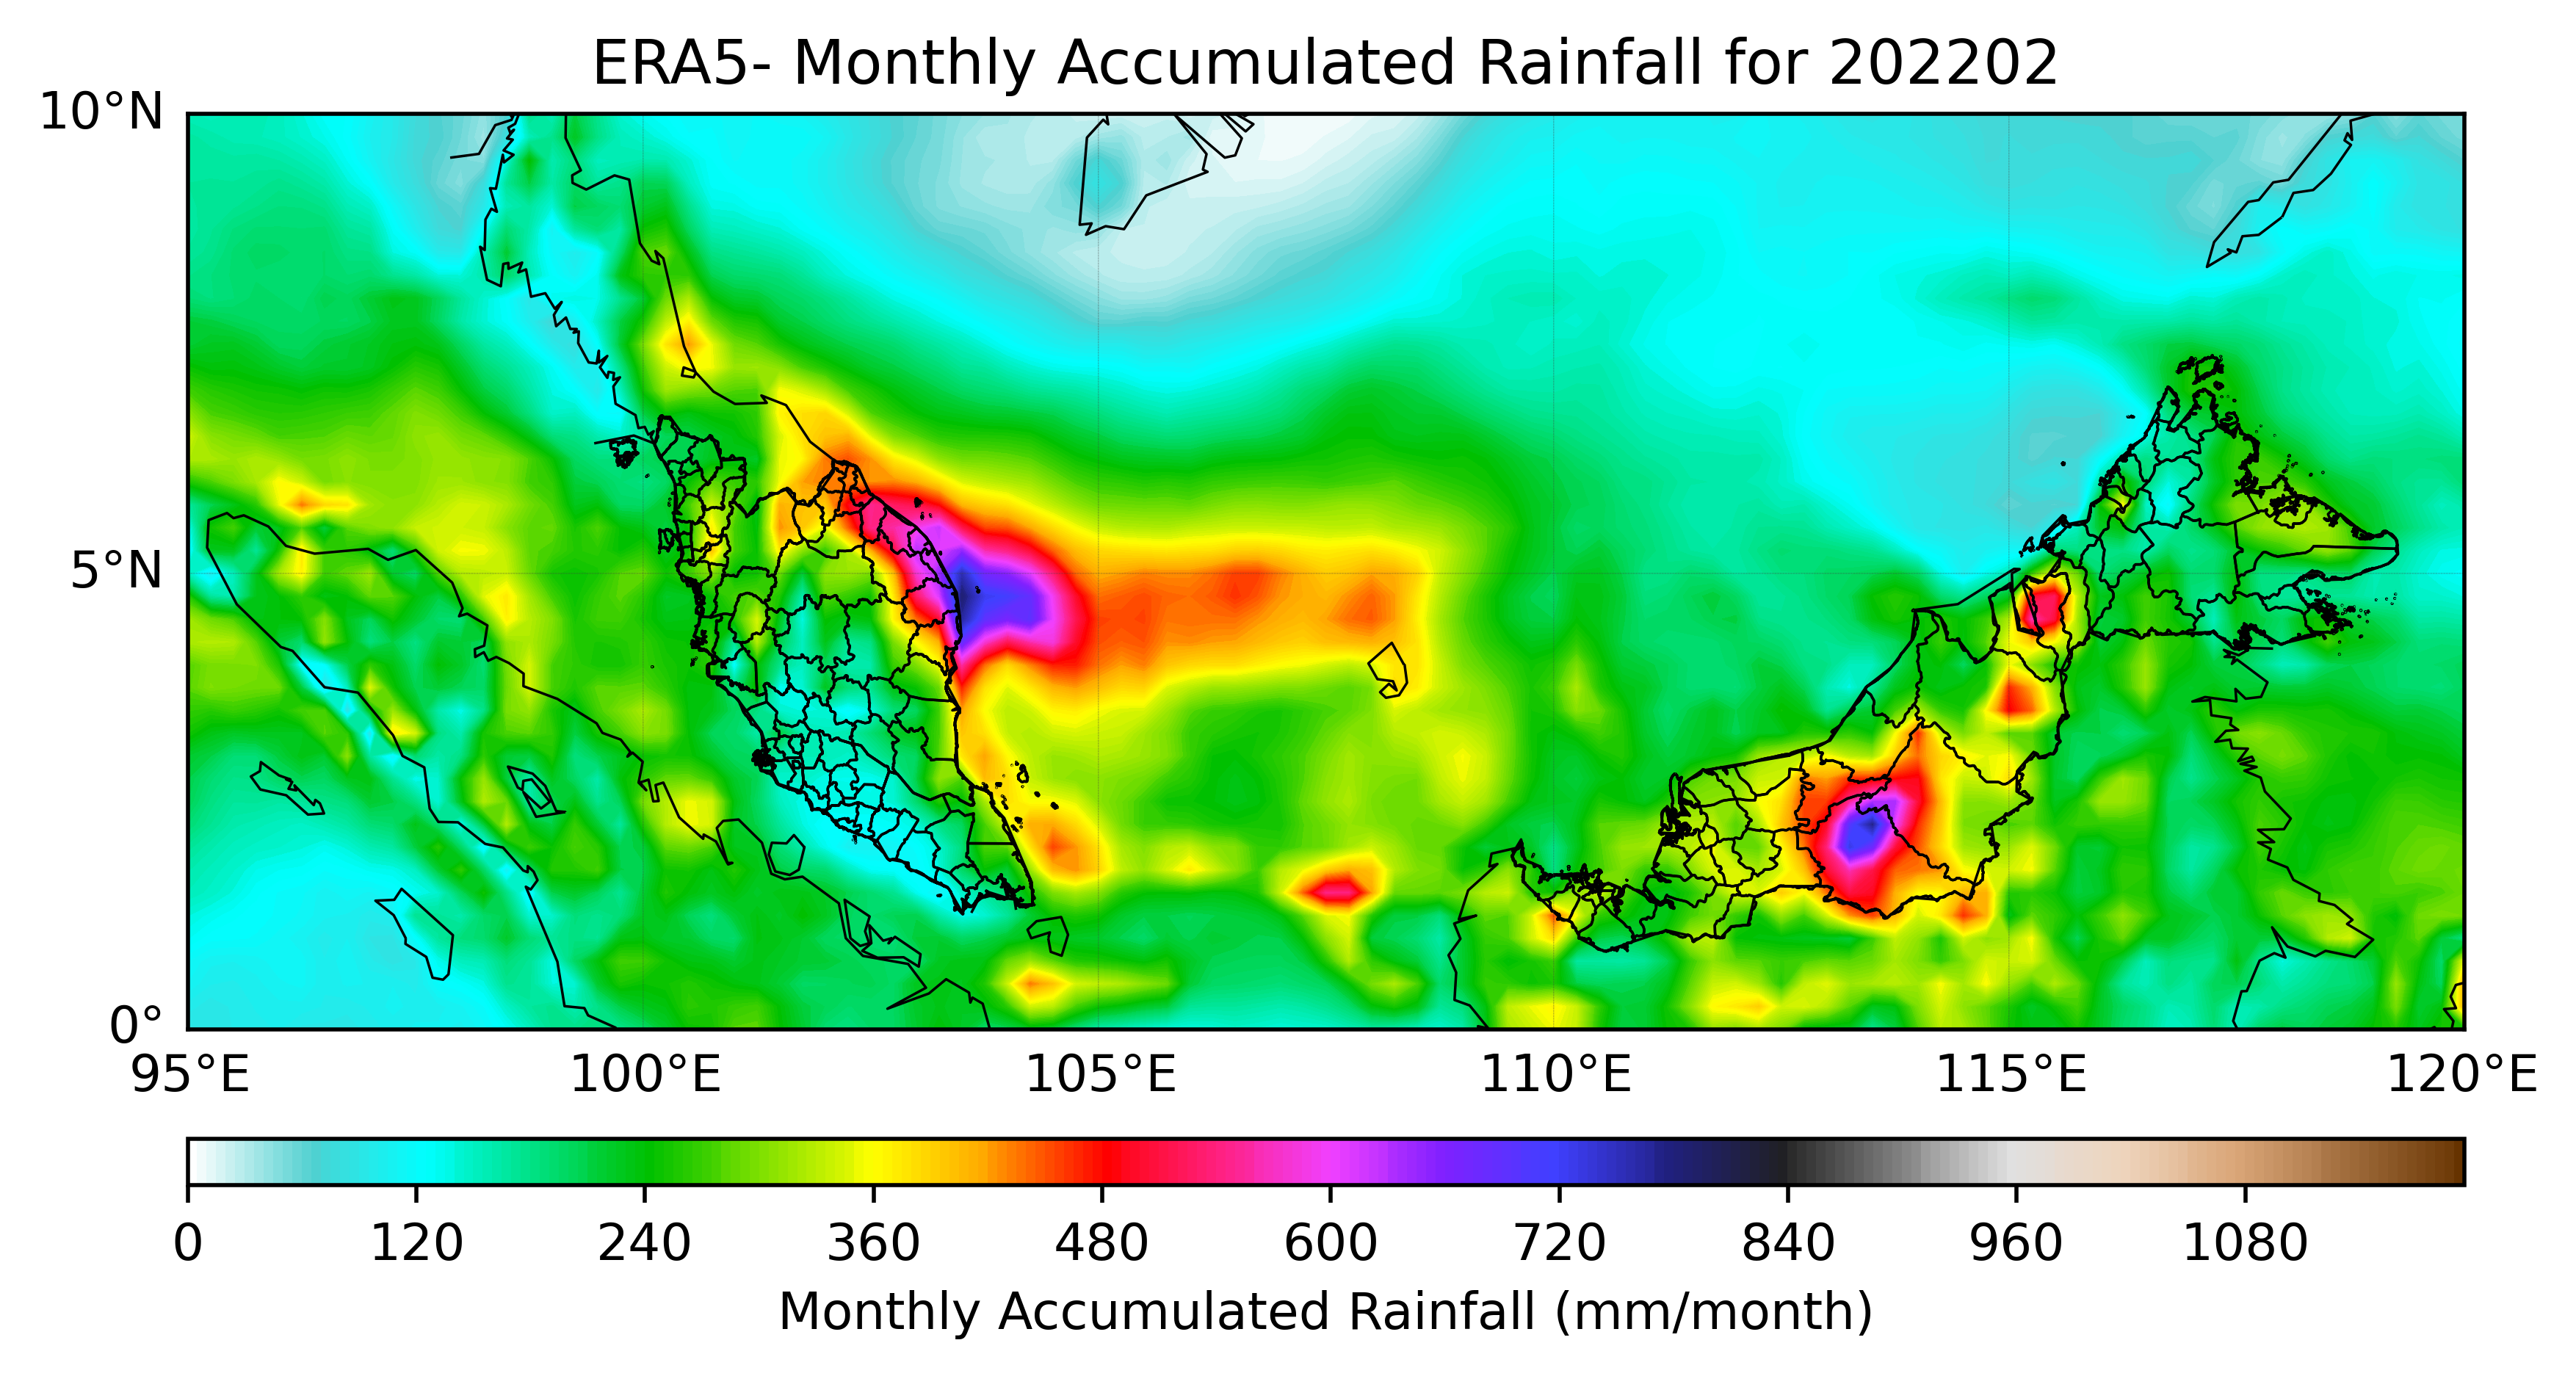 ERA5- Monthly Accumulated Rainfall for 202202
10°N
5°N
0°
95°E 100°E 105°E 110°E 115°E 120°E
0 120 240 360 480 600 720 840 960 1080
Monthly Accumulated Rainfall (mm/month)